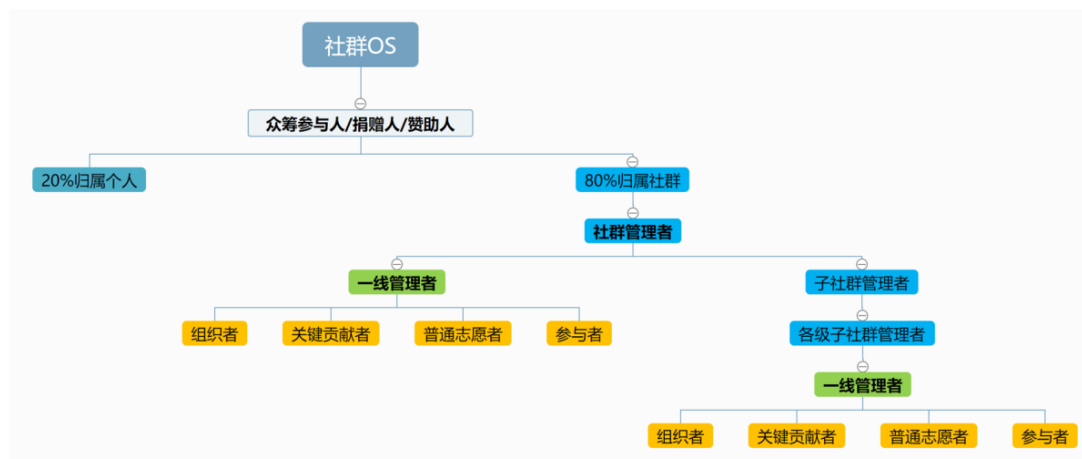 社群OS
众筹参与人/捐赠人/赞助人
20%归属个人
80%归属社群
社群管理者
一线管理者
子社群管理者
组织者
关键贡献者
普通志愿者
参与者
各级子社群管理者
一线管理者
组织者
关键贡献者
普通志愿者
参与者